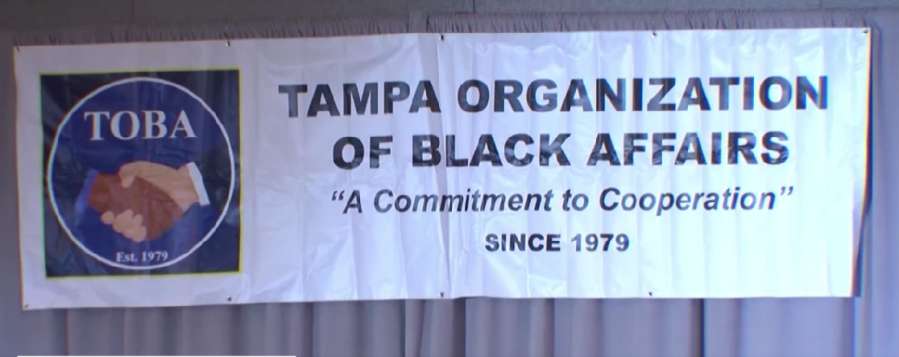 TOBA
Est. 1979
TAMPA ORGANIZATION
OF BLACK AFFAIRS
"A Commitment to Cooperation"
SINCE 1979